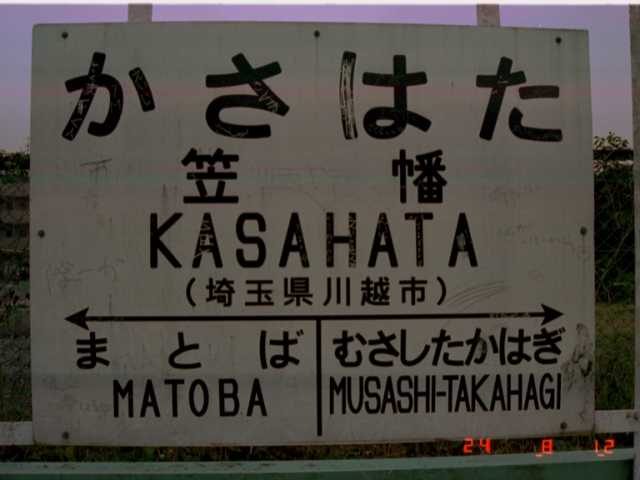 かさはた
笠幡
KASAHATA
(埼玉県川越市)
まとば むさしたかはぎ
MATOBA MUSASHI-TAKAHAGI
24 8 12